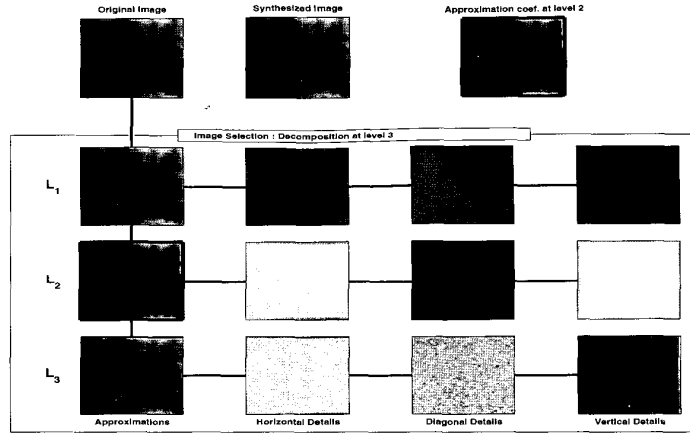 Original Image
Synthesized Image
Approximation coef. at level 2
Image Selection : Decomposition at level 3
L1
L2
L3
Approximations
Horizontal Details
Diagonal Details
Vertical Details